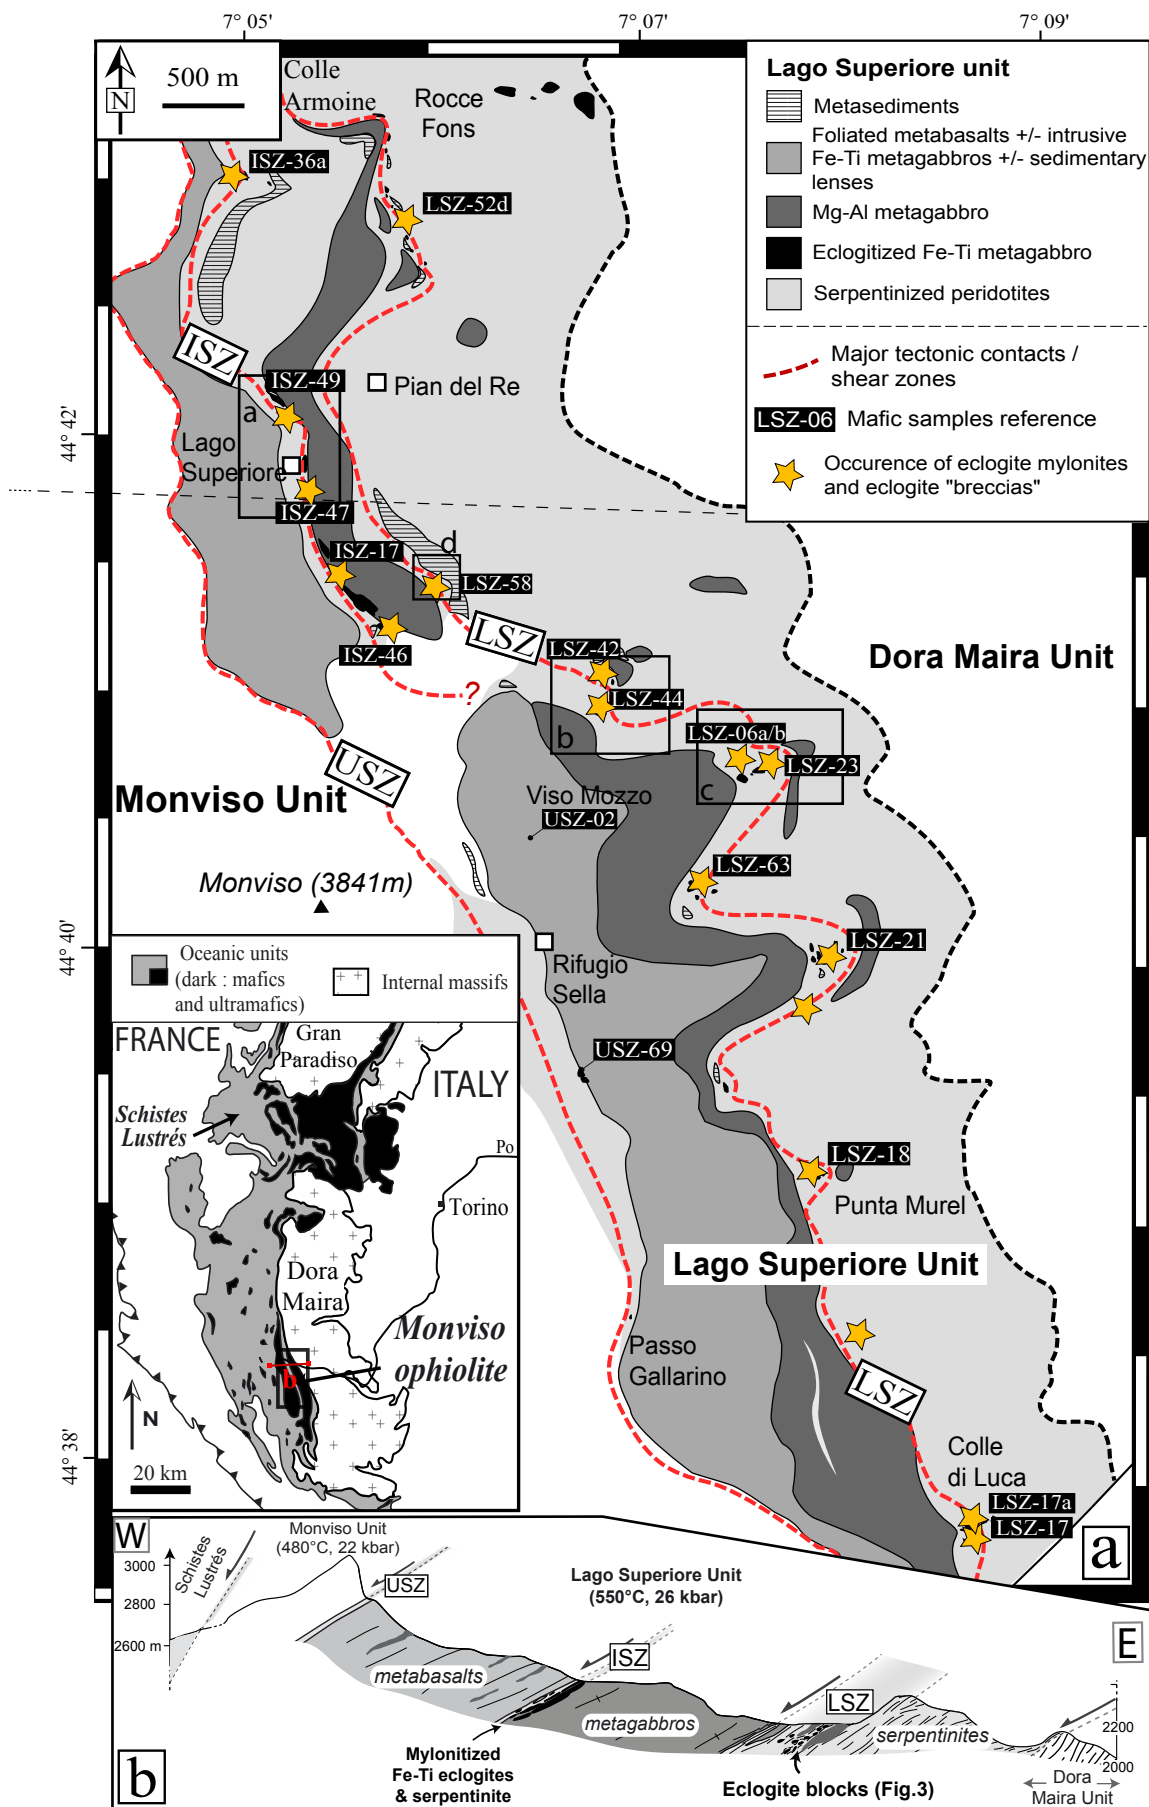 7° 05'
7° 07'
7° 09'
500 m
N
Colle
Armoine
Rocce
Fons
Lago Superiore unit
Metasediments
Foliated metabasalts +/- intrusive
Fe-Ti metagabbros +/- sedimentary
lenses
Mg-Al metagabbro
Eclogitized Fe-Ti metagabbro
Serpentinized peridotites
Major tectonic contacts /
shear zones
LSZ-06
Mafic samples reference
Occurence of eclogite mylonites
and eclogite "breccias"
ISZ-36a
LSZ-52d
ISZ
ISZ-49
Pian del Re
a
44° 42'
Lago
Superiore
ISZ-47
ISZ-17
d
LSZ-58
LSZ
ISZ-46
LSZ-42
Dora Maira Unit
?
LSZ-44
b
LSZ-06a/b
LSZ-23
c
USZ
Monviso Unit
Viso Mozzo
USZ-02
LSZ-63
Monviso (3841m)
44° 40'
LSZ-21
Rifugio
Sella
Oceanic units
(dark : mafics
and ultramafics)
Internal massifs
FRANCE
Gran
Paradiso
ITALY
USZ-69
Schistes
Lustrés
Po
LSZ-18
Torino
Punta Murel
Lago Superiore Unit
Dora
Maira
Monviso
ophiolite
b
Passo
Gallarino
LSZ
N
20 km
44° 38'
Colle
di Luca
LSZ-17a
LSZ-17
a
W
Monviso Unit
(480°C, 22 kbar)
Schistes
Lustrés
3000
2800
2600 m
USZ
Lago Superiore Unit
(550°C, 26 kbar)
E
ISZ
metabasalts
LSZ
metagabbros
serpentinites
2200
2000
Mylonitized
Fe-Ti eclogites
& serpentinite
Eclogite blocks (Fig.3)
Dora
Maira Unit
b